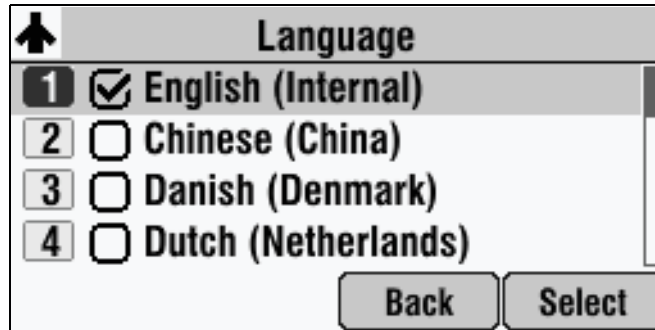 Language
1 English (Internal)
2 Chinese (China)
3 Danish (Denmark)
4 Dutch (Netherlands)
Back Select